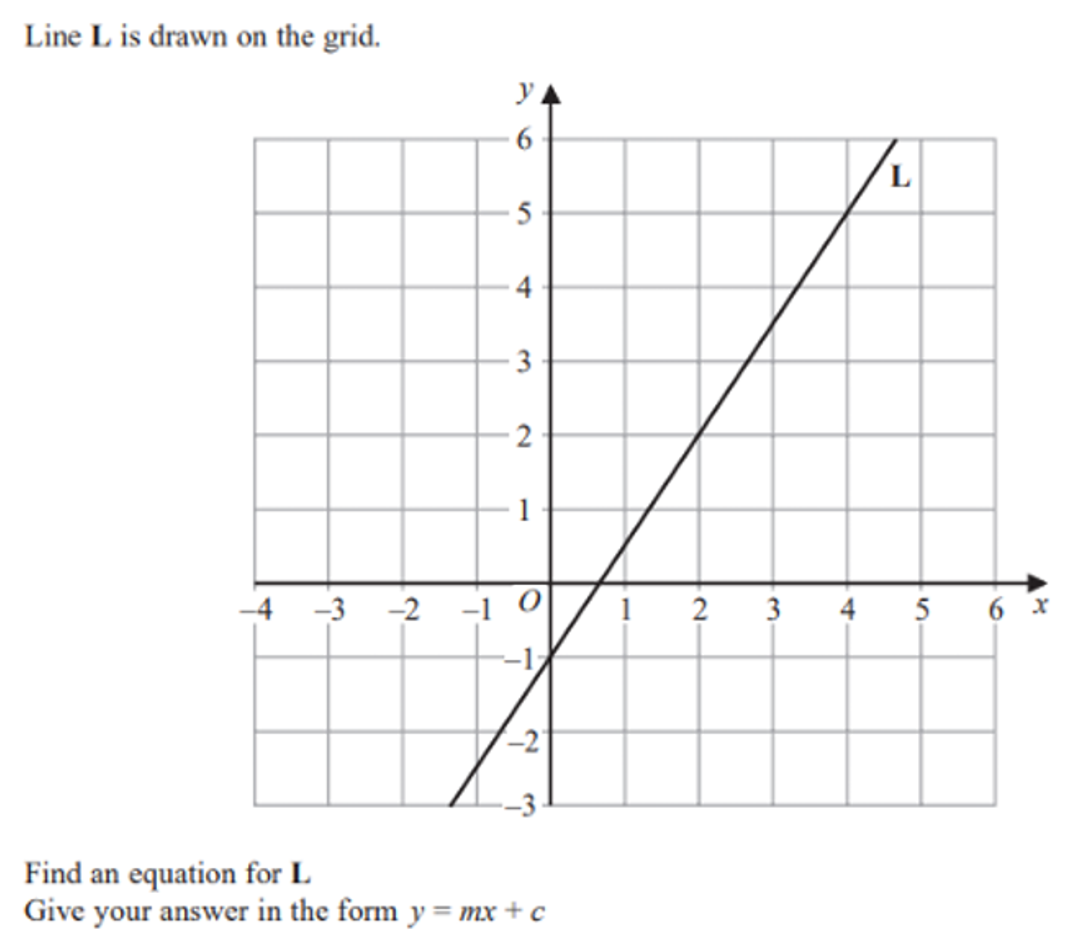 Line L is drawn on the grid.
y
6
5
L
4
3
2
1
–4 –3 –2 –1 O 1 2 3 4 5 6 x
–1
–2
–3
Find an equation for L
Give your answer in the form y = mx + c